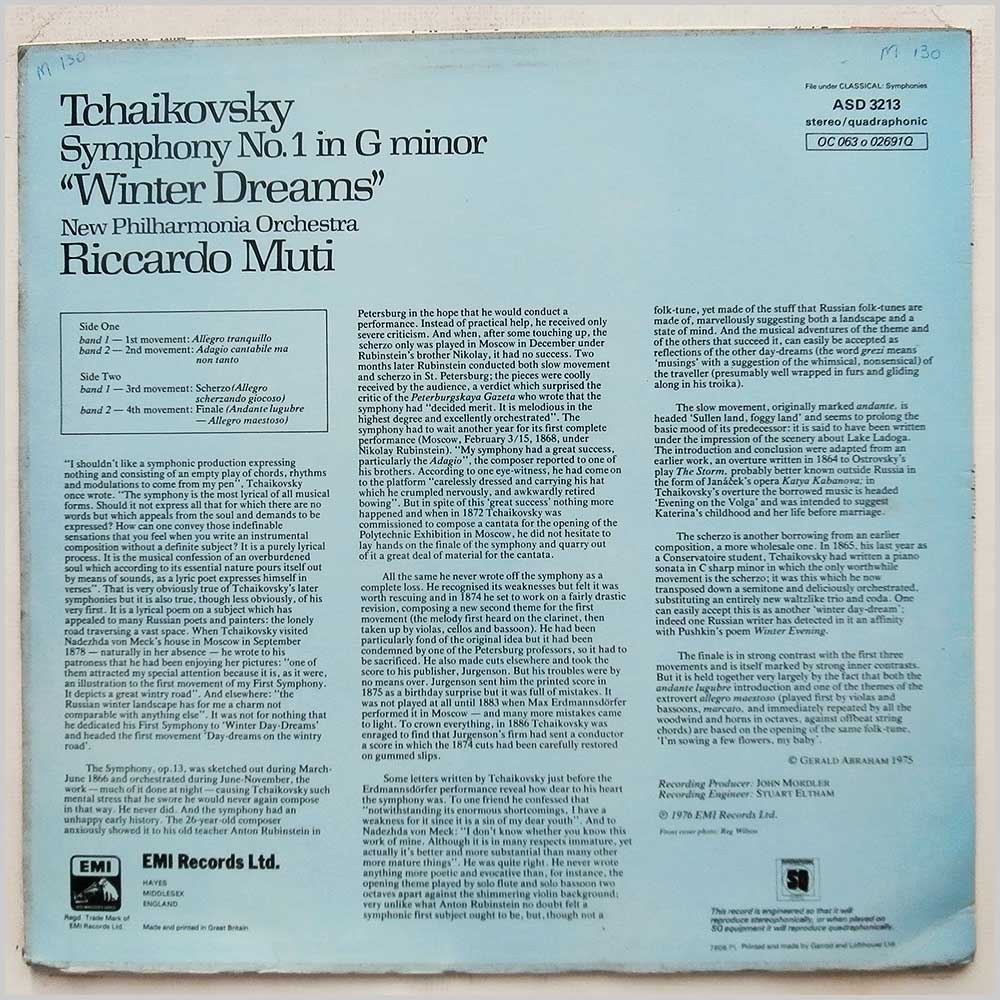 M 130
M 130
Tchaikovsky
Symphony No.1 in G minor
"Winter Dreams"
New Philharmonia Orchestra
Riccardo Muti
File under CLASSICAL: Symphonies
ASD 3213
stereo/quadraphonic
OC 063 o 02691Q
Side One
band 1 — 1st movement: Allegro tranquillo
band 2 — 2nd movement: Adagio cantabile ma
non tanto
Side Two
band 1 — 3rd movement: Scherzo (Allegro
scherzando giocoso)
band 2 — 4th movement: Finale (Andante lugubre
— Allegro maestoso)
"I shouldn't like a symphonic production expressing
nothing and consisting of an empty play of chords, rhythms
and modulations to come from my pen", Tchaikovsky
once wrote. "The symphony is the most lyrical of all musical
forms. Should it not express all that for which there are no
words but which appeals from the soul and demands to be
expressed? How can one convey those indefinable
sensations that you feel when you write an instrumental
composition without a definite subject? It is a purely lyrical
process. It is the musical confession of an overburdened
soul which according to its essential nature pours itself out
by means of sounds, as a lyric poet expresses himself in
verses". That is very obviously true of Tchaikovsky's later
symphonies but it is also true, though less obviously, of his
very first. It is a lyrical poem on a subject which has
appealed to many Russian poets and painters: the lonely
road traversing a vast space. When Tchaikovsky visited
Nadezhda von Meck's house in Moscow in September
1878 — naturally in her absence — he wrote to his
patroness that he had been enjoying her pictures: "one of
them attracted my special attention because it is, as it were,
an illustration to the first movement of my First Symphony.
It depicts a great wintry road". And elsewhere: "the
Russian winter landscape has for me a charm not
comparable with anything else". It was not for nothing that
he dedicated his First Symphony to 'Winter Day-Dreams'
and headed the first movement 'Day-dreams on the wintry
road'.
The Symphony, op.13, was sketched out during March-
June 1866 and orchestrated during June-November, the
work — much of it done at night — causing Tchaikovsky such
mental stress that he swore he would never again compose
in that way. He never did. And the symphony had an
unhappy early history. The 26-year-old composer
anxiously showed it to his old teacher Anton Rubinstein in
Petersburg in the hope that he would conduct a
performance. Instead of practical help, he received only
severe criticism. And when, after some touching up, the
scherzo only was played in Moscow in December under
Rubinstein's brother Nikolay, it had no success. Two
months later Rubinstein conducted both slow movement
and scherzo in St. Petersburg; the pieces were coolly
received by the audience, a verdict which surprised the
critic of the Peterburgskaya Gazeta who wrote that the
symphony had "decided merit. It is melodious in the
highest degree and excellently orchestrated". The
symphony had to wait another year for its first complete
performance (Moscow, February 3/15, 1868, under
Nikolay Rubinstein). "My symphony had a great success,
particularly the Adagio", the composer reported to one of
his brothers. According to one eye-witness, he had come on
to the platform "carelessly dressed and carrying his hat
which he crumpled nervously, and awkwardly retired
bowing". But in spite of this 'great success' nothing more
happened and when in 1872 Tchaikovsky was
commissioned to compose a cantata for the opening of the
Polytechnic Exhibition in Moscow, he did not hesitate to
lay hands on the finale of the symphony and quarry out
of it a great deal of material for the cantata.
All the same he never wrote off the symphony as a
complete loss. He recognised its weaknesses but felt it was
worth rescuing and in 1874 he set to work on a fairly drastic
revision, composing a new second theme for the first
movement (the melody first heard on the clarinet, then
taken up by violas, cellos and bassoon). He had been
particularly fond of the original idea but it had been
condemned by one of the Petersburg professors, so it had to
be sacrificed. He also made cuts elsewhere and took the
score to his publisher, Jurgenson. But his troubles were by
no means over. Jurgenson sent him the printed score in
1875 as a birthday surprise but it was full of mistakes. It
was not played at all until 1883 when Max Erdmannsdörfer
performed it in Moscow — and many more mistakes came
to light. To crown everything, in 1886 Tchaikovsky was
enraged to find that Jurgenson's firm had sent a conductor
a score in which the 1874 cuts had been carefully restored
on gummed slips.
Some letters written by Tchaikovsky just before the
Erdmannsdörfer performance reveal how dear to his heart
the symphony was. To one friend he confessed that
"notwithstanding its enormous shortcomings, I have a
weakness for it since it is a sin of my dear youth". And to
Nadezhda von Meck: "I don't know whether you know this
work of mine. Although it is in many respects immature, yet
actually it's better and more substantial than many other
more mature things". He was quite right. He never wrote
anything more poetic and evocative than, for instance, the
opening theme played by solo flute and solo bassoon two
octaves apart against the shimmering violin background;
very unlike what Anton Rubinstein no doubt felt a
symphonic first subject ought to be, but, though not a
folk-tune, yet made of the stuff that Russian folk-tunes are
made of, marvellously suggesting both a landscape and a
state of mind. And the musical adventures of the theme and
of the others that succeed it, can easily be accepted as
reflections of the other day-dreams (the word grezi means
'musings' with a suggestion of the whimsical, nonsensical) of
the traveller (presumably well wrapped in furs and gliding
along in his troika).
The slow movement, originally marked andante, is
headed 'Sullen land, foggy land' and seems to prolong the
basic mood of its predecessor: it is said to have been written
under the impression of the scenery about Lake Ladoga.
The introduction and conclusion were adapted from an
earlier work, an overture written in 1864 to Ostrovsky's
play The Storm, probably better known outside Russia in
the form of Janáček's opera Katya Kabanova; in
Tchaikovsky's overture the borrowed music is headed
'Evening on the Volga' and was intended to suggest
Katerina's childhood and her life before marriage.
The scherzo is another borrowing from an earlier
composition, a more wholesale one. In 1865, his last year as
a Conservatoire student, Tchaikovsky had written a piano
sonata in C sharp minor in which the only worthwhile
movement is the scherzo; it was this which he now
transposed down a semitone and deliciously orchestrated,
substituting an entirely new waltzlike trio and coda. One
can easily accept this is as another 'winter day-dream';
indeed one Russian writer has detected in it an affinity
with Pushkin's poem Winter Evening.
The finale is in strong contrast with the first three
movements and is itself marked by strong inner contrasts.
But it is held together very largely by the fact that both the
andante lugubre introduction and one of the themes of the
extrovert allegro maestoso (played first by violas and
bassoons, marcato, and immediately repeated by all the
woodwind and horns in octaves, against offbeat string
chords) are based on the opening of the same folk-tune,
'I'm sowing a few flowers, my baby'.
© GERALD ABRAHAM 1975
Recording Producer: JOHN MORDLER
Recording Engineer: STUART ELTHAM
℗ 1976 EMI Records Ltd.
Front cover photo: Reg Wilson
EMI
HIS MASTER'S VOICE
Regd. Trade Mark of
EMI Records Ltd.
EMI Records Ltd.
HAYES
MIDDLESEX
ENGLAND
Made and printed in Great Britain
SQ
This record is engineered so that it will
reproduce stereophonically, or when played on
SQ equipment it will reproduce quadraphonically.
7606 PL Printed and made by Garrod and Lofthouse Ltd.